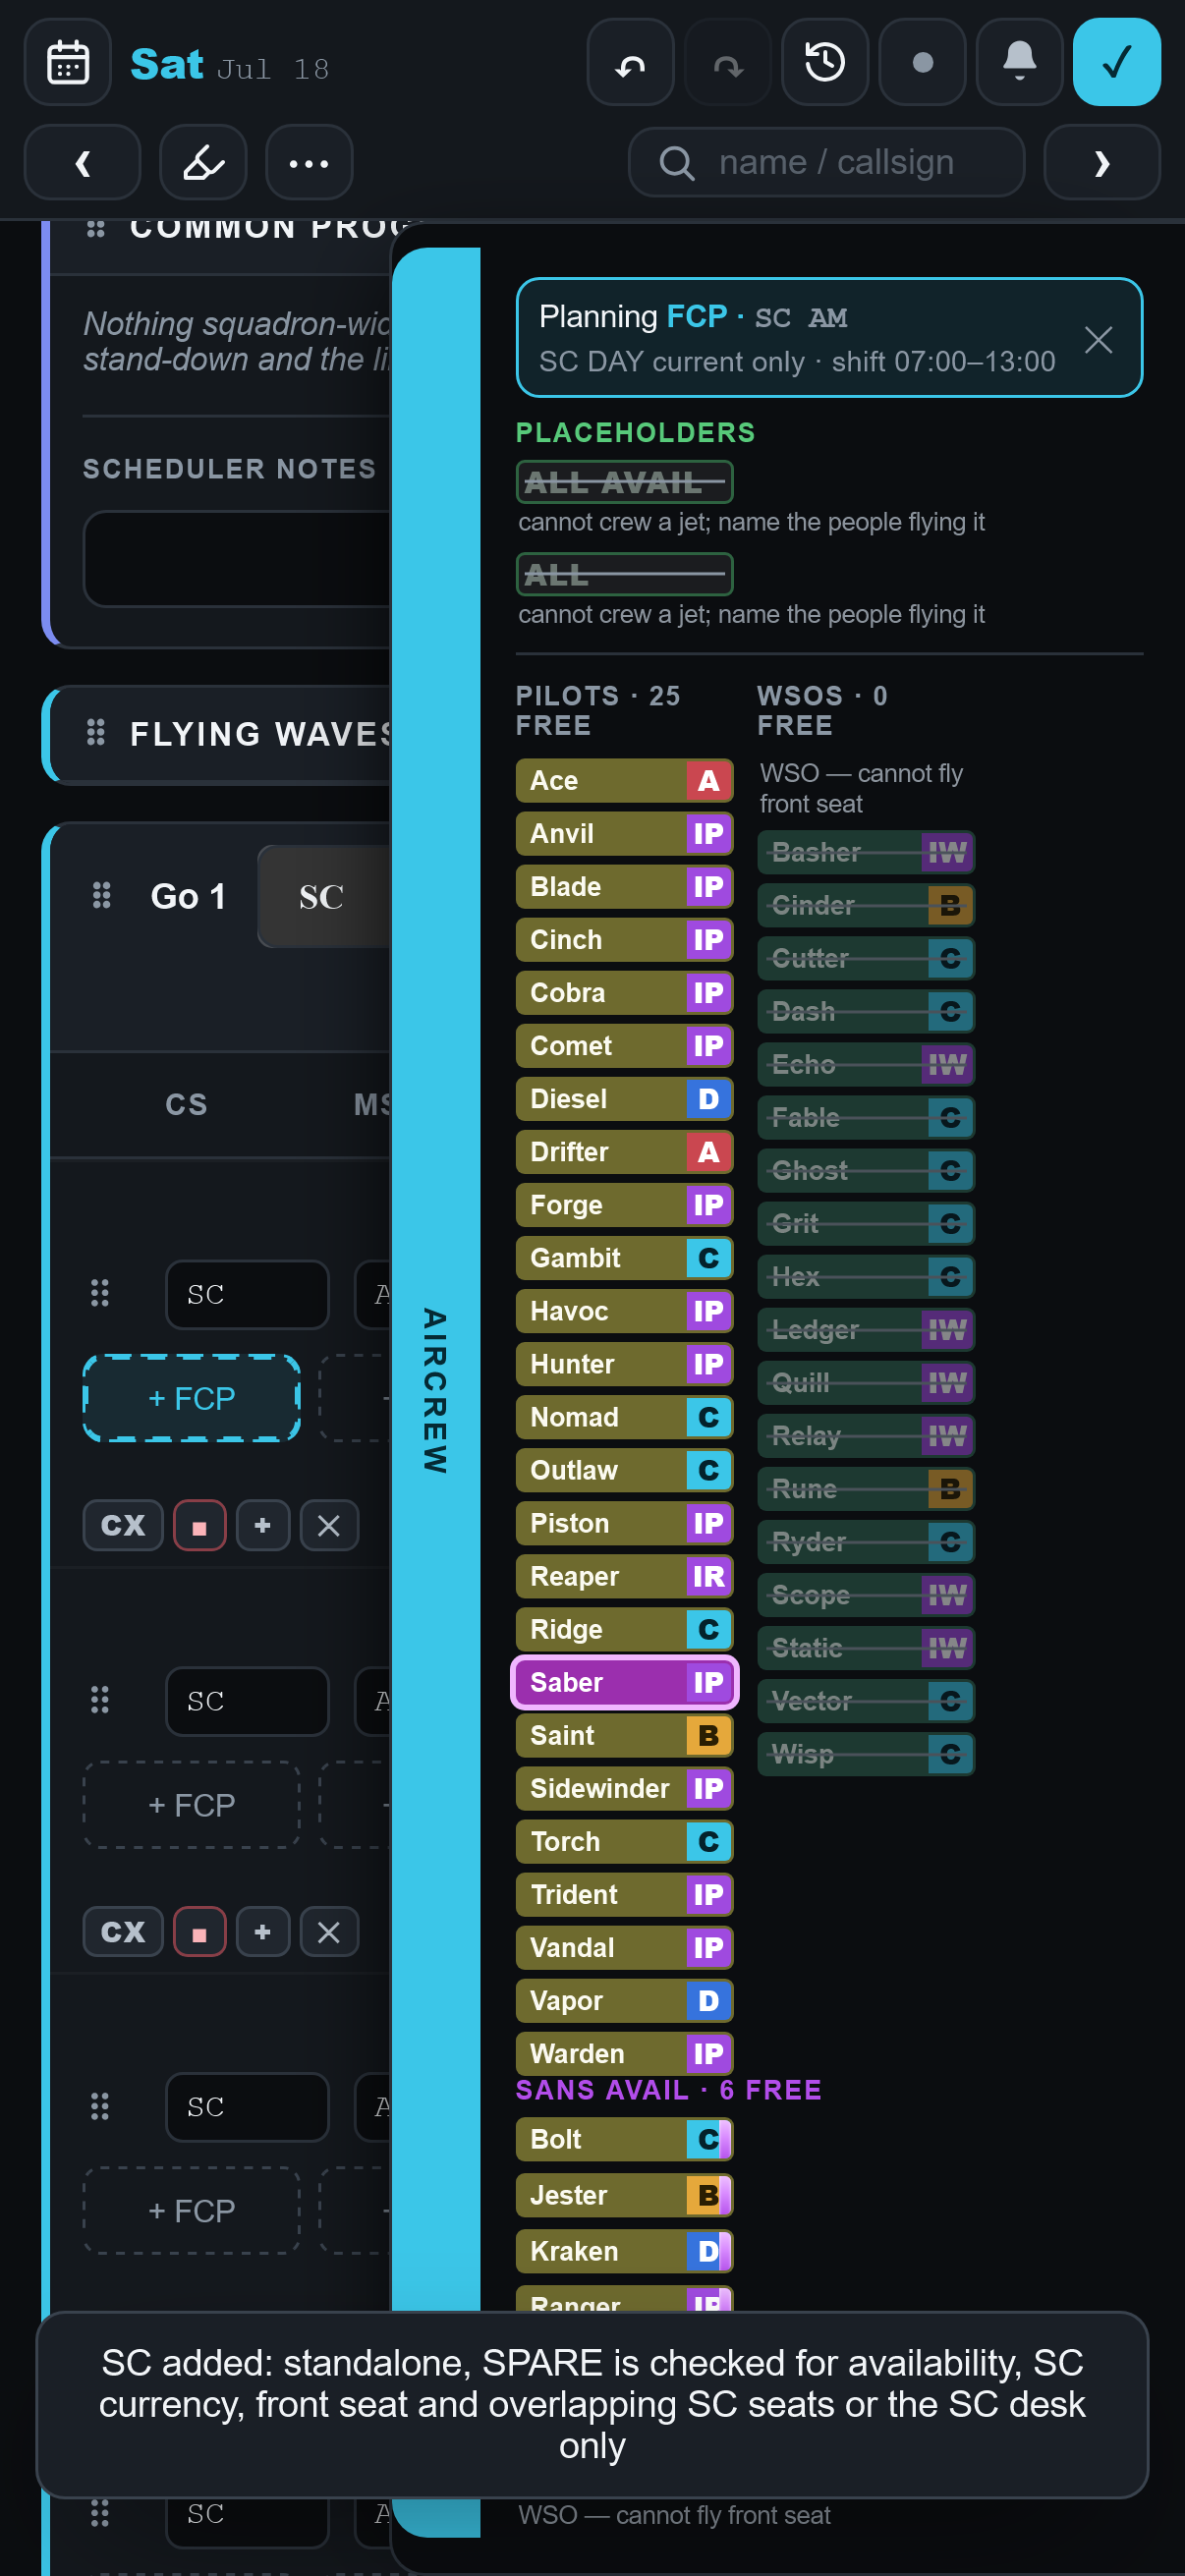 Sat Jul 18
name / callsign
COMMON
Nothing squadron-wid
stand-down and the li
SCHEDULER NOTES
FLYING WAVES
Go 1 SC
CS
SC
+ FCP
CX
SC
+ FCP
CX
SC
+ FCP
SC
AIRCREW
Planning FCP · SC AM
SC DAY current only · shift 07:00–13:00
PLACEHOLDERS
ALL AVAIL
cannot crew a jet; name the people flying it
ALL
cannot crew a jet; name the people flying it
PILOTS · 25
FREE
Ace A
Anvil IP
Blade IP
Cinch IP
Cobra IP
Comet IP
Diesel D
Drifter A
Forge IP
Gambit C
Havoc IP
Hunter IP
Nomad C
Outlaw C
Piston IP
Reaper IR
Ridge C
Saber IP
Saint B
Sidewinder IP
Torch C
Trident IP
Vandal IP
Vapor D
Warden IP
WSOS · 0
FREE
WSO — cannot fly
front seat
Basher IW
Cinder B
Cutter C
Dash C
Echo IW
Fable C
Ghost C
Grit C
Hex C
Ledger IW
Quill IW
Relay IW
Rune B
Ryder C
Scope IW
Static IW
Vector C
Wisp C
SANS AVAIL · 6 FREE
Bolt C
Jester B
Kraken D
Ranger IP
SC added: standalone, SPARE is checked for availability, SC
currency, front seat and overlapping SC seats or the SC desk
only
WSO — cannot fly front seat